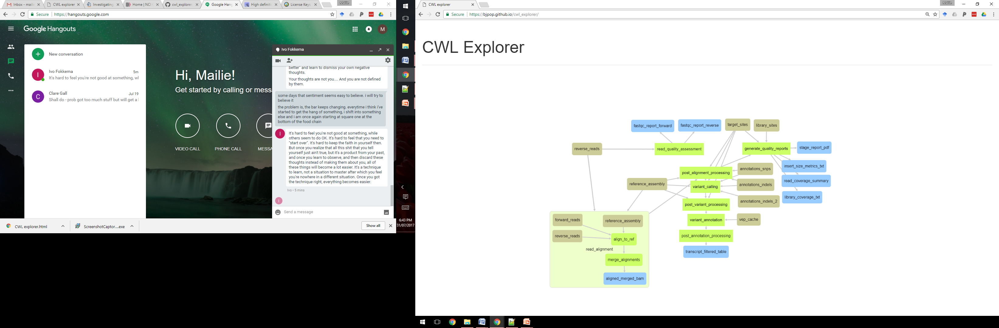 Inbox - maili
CWL explorer
Investigating
Home | NCI
cwl_explorer
Google Hang
High definiti
License Keys
Mailie
Secure
https://hangouts.google.com
Google Hangouts
M
New conversation
I
Ivo Fokkema
5m
It's hard to feel you're not good at something, wl
C
Clare Gall
Jul 19
Shall do - prob got too much stuff but will get a
Hi, Mailie!
Get started by calling or mess
VIDEO CALL
PHONE CALL
MESSA
Ivo Fokkema
better" and learn to dismiss your own negative
thoughts.
Your thoughts are not you.... And you are not defined
by them.
some days that sentiment seems easy to believe. i will try to
believe it
the problem is, the bar keeps changing. everytime i think i've
started to get the hang of something, i shift into something
else and i am once again starting at square one at the
bottom of the food chain
I
It's hard to feel you're not good at something, while
others seem to do OK. It's hard to feel that you need to
"start over". It's hard to keep the faith in yourself then.
But once you realize that all this shit that you tell
yourself just ain't true, but it's a product from your past,
and once you learn to observe, and then discard these
thoughts instead of making them about you, all of
these things will become a lot easier. It's a technique
to learn, not a situation to master after which you feel
you're nowhere in a different situation. Once you got
the technique right, everything becomes easier.
Ivo • 5 mins
I
Send a message
CWL explorer.html
ScreenshotCaptor....exe
Show all
6:43 PM
31/07/2017
CWL explorer
Mailie
Secure
https://bjpop.github.io/cwl_explorer/
CWL Explorer
fastqc_report_forward
fastqc_report_reverse
target_sites
library_sites
reverse_reads
read_quality_assessment
generate_quality_reports
stage_report_pdf
post_alignment_processing
annotations_snps
insert_size_metrics_txt
reference_assembly
variant_calling
annotations_indels
read_coverage_summary
post_variant_processing
annotations_indels_2
library_coverage_txt
variant_annotation
vep_cache
post_annotation_processing
transcript_filtered_table
forward_reads
reference_assembly
reverse_reads
align_to_ref
read_alignment
merge_alignments
aligned_merged_bam